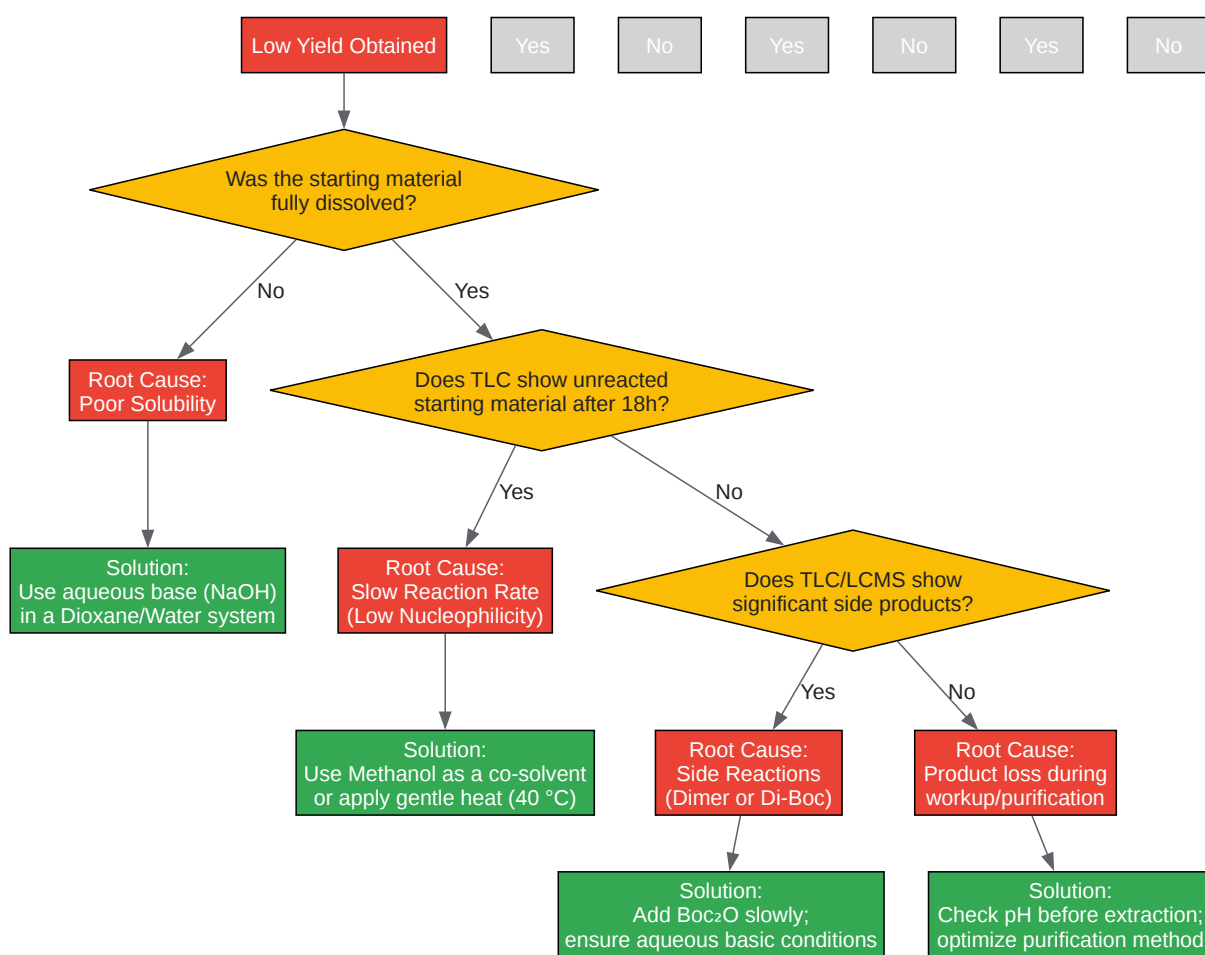 Low Yield Obtained
Yes
No
Yes
No
Yes
No
Was the starting material
fully dissolved?
No
Yes
Root Cause:
Poor Solubility
Does TLC show unreacted
starting material after 18h?
Yes
No
Solution:
Use aqueous base (NaOH)
in a Dioxane/Water system
Root Cause:
Slow Reaction Rate
(Low Nucleophilicity)
Does TLC/LCMS show
significant side products?
Yes
No
Solution:
Use Methanol as a co-solvent
or apply gentle heat (40 °C)
Root Cause:
Side Reactions
(Dimer or Di-Boc)
Root Cause:
Product loss during
workup/purification
Solution:
Add Boc₂O slowly;
ensure aqueous basic conditions
Solution:
Check pH before extraction;
optimize purification method